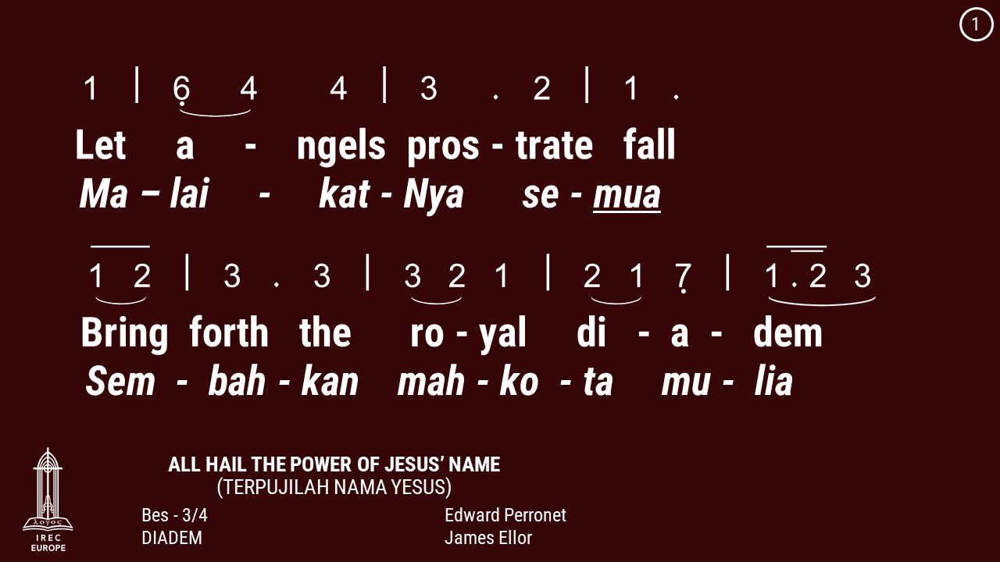 1
1 | 6̣ 4 4 | 3 . 2 | 1 .
Let a - ngels pros - trate fall
Ma – lai - kat - Nya se - mua
1 2 | 3 . 3 | 3 2 1 | 2 1 7̣ | 1 . 2 3
Bring forth the ro - yal di - a - dem
Sem - bah - kan mah - ko - ta mu - lia
ALL HAIL THE POWER OF JESUS’ NAME
(TERPUJILAH NAMA YESUS)
Bes - 3/4
DIADEM
Edward Perronet
James Ellor
λογος
IREC
EUROPE